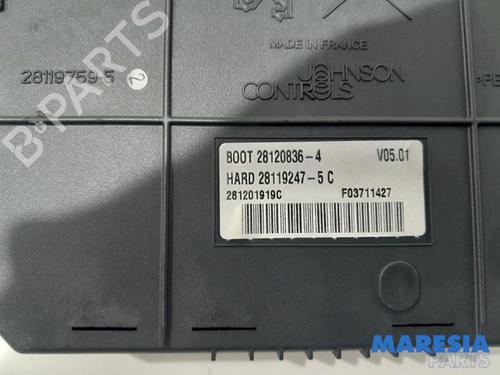 MADE IN FRANCE
28119759-5 2
JOHNSON
CONTROLS
B-PARTS
BOOT 28120836-4 V05.01
HARD 28119247-5 C
281201919C F03711427
MARESIA
PARTS